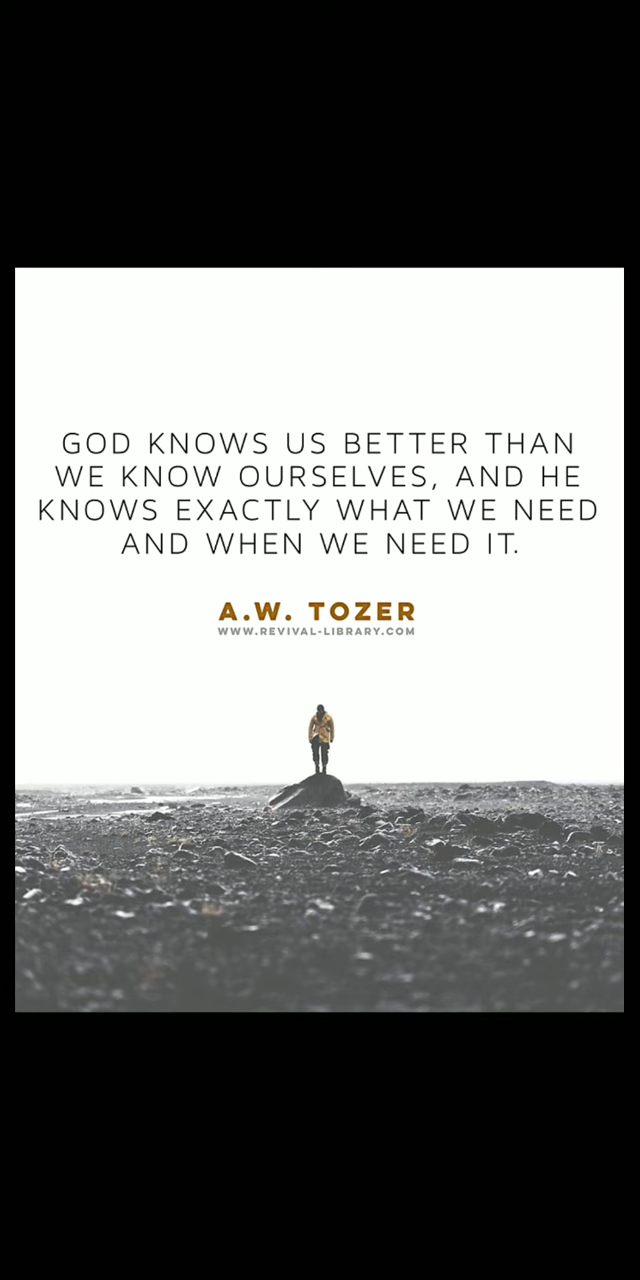 GOD KNOWS US BETTER THAN
WE KNOW OURSELVES, AND HE
KNOWS EXACTLY WHAT WE NEED
AND WHEN WE NEED IT.
A.W. TOZER
WWW.REVIVAL-LIBRARY.COM